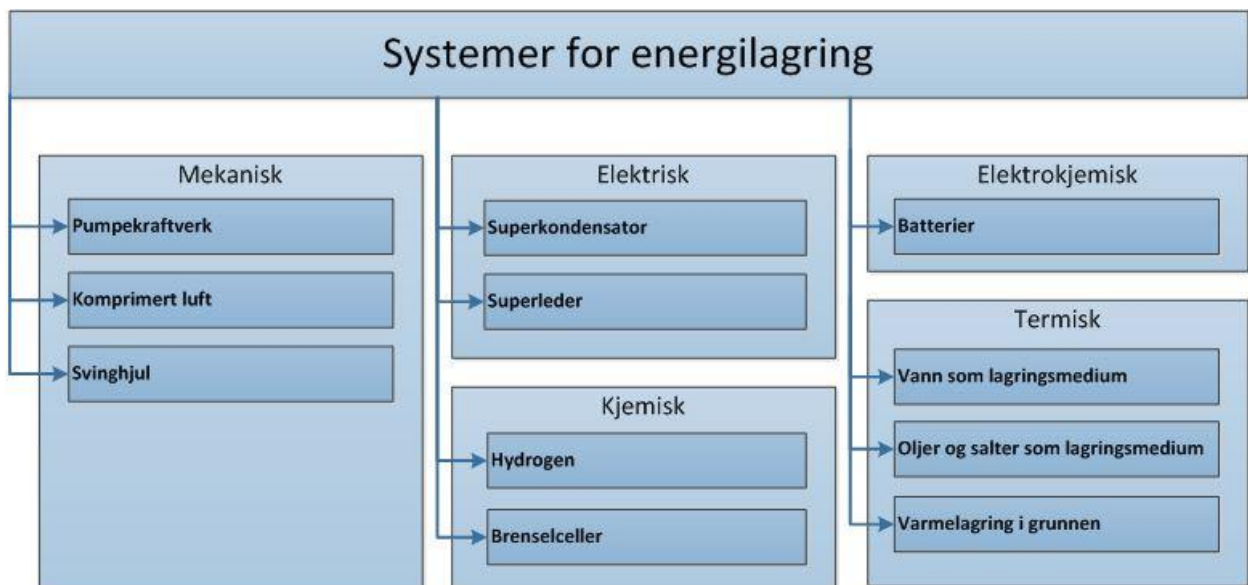 Systemer for energilagring
Mekanisk
Pumpekraftverk
Komprimert luft
Svinghjul
Elektrisk
Superkondensator
Superleder
Kjemisk
Hydrogen
Brenselceller
Elektrokjemisk
Batterier
Termisk
Vann som lagringsmedium
Oljer og salter som lagringsmedium
Varmelagring i grunnen